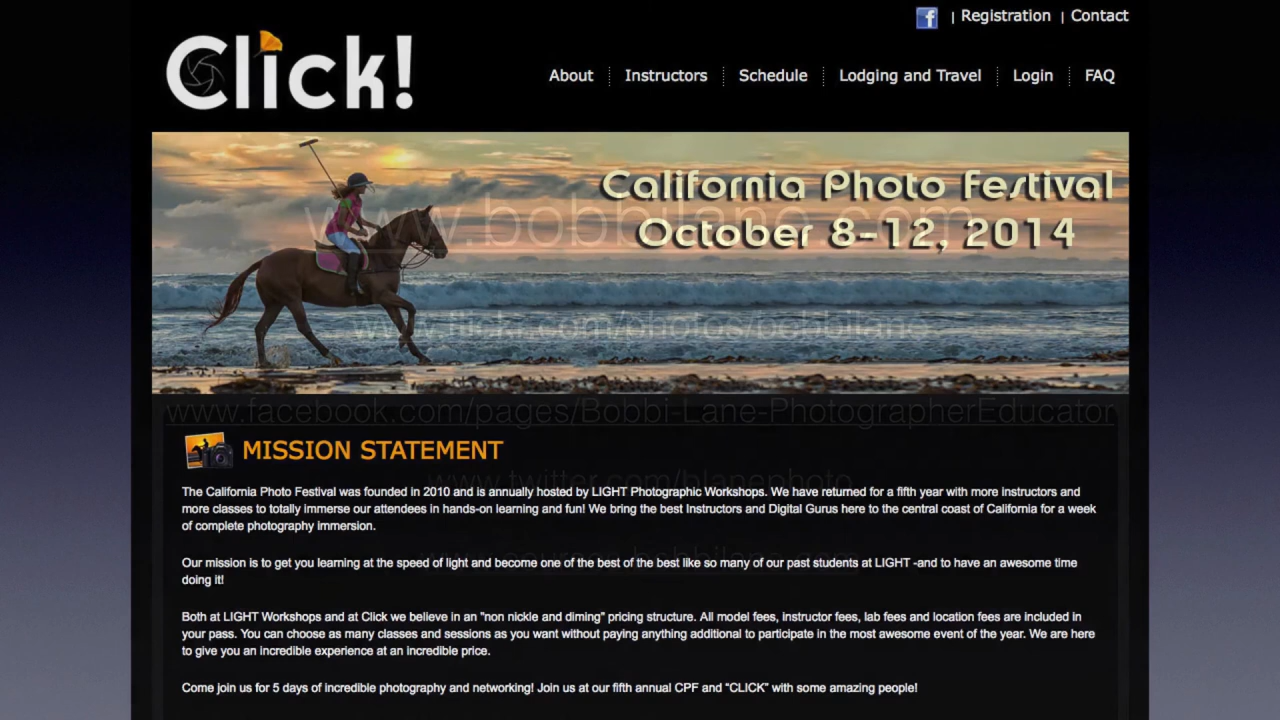 f | Registration | Contact
Click!
About Instructors Schedule Lodging and Travel Login FAQ
California Photo Festival
October 8-12, 2014
www.bobbilane.com
www.flickr.com/photos/bobbilane
www.facebook.com/pages/Bobbi-Lane-PhotographerEducator
MISSION STATEMENT
www.twitter.com/blanephoto
The California Photo Festival was founded in 2010 and is annually hosted by LIGHT Photographic Workshops. We have returned for a fifth year with more instructors and
more classes to totally immerse our attendees in hands-on learning and fun! We bring the best Instructors and Digital Gurus here to the central coast of California for a week
of complete photography immersion.
Our mission is to get you learning at the speed of light and become one of the best of the best like so many of our past students at LIGHT -and to have an awesome time
doing it!
Both at LIGHT Workshops and at Click we believe in an "non nickle and diming" pricing structure. All model fees, instructor fees, lab fees and location fees are included in
your pass. You can choose as many classes and sessions as you want without paying anything additional to participate in the most awesome event of the year. We are here
to give you an incredible experience at an incredible price.
Come join us for 5 days of incredible photography and networking! Join us at our fifth annual CPF and “CLICK” with some amazing people!